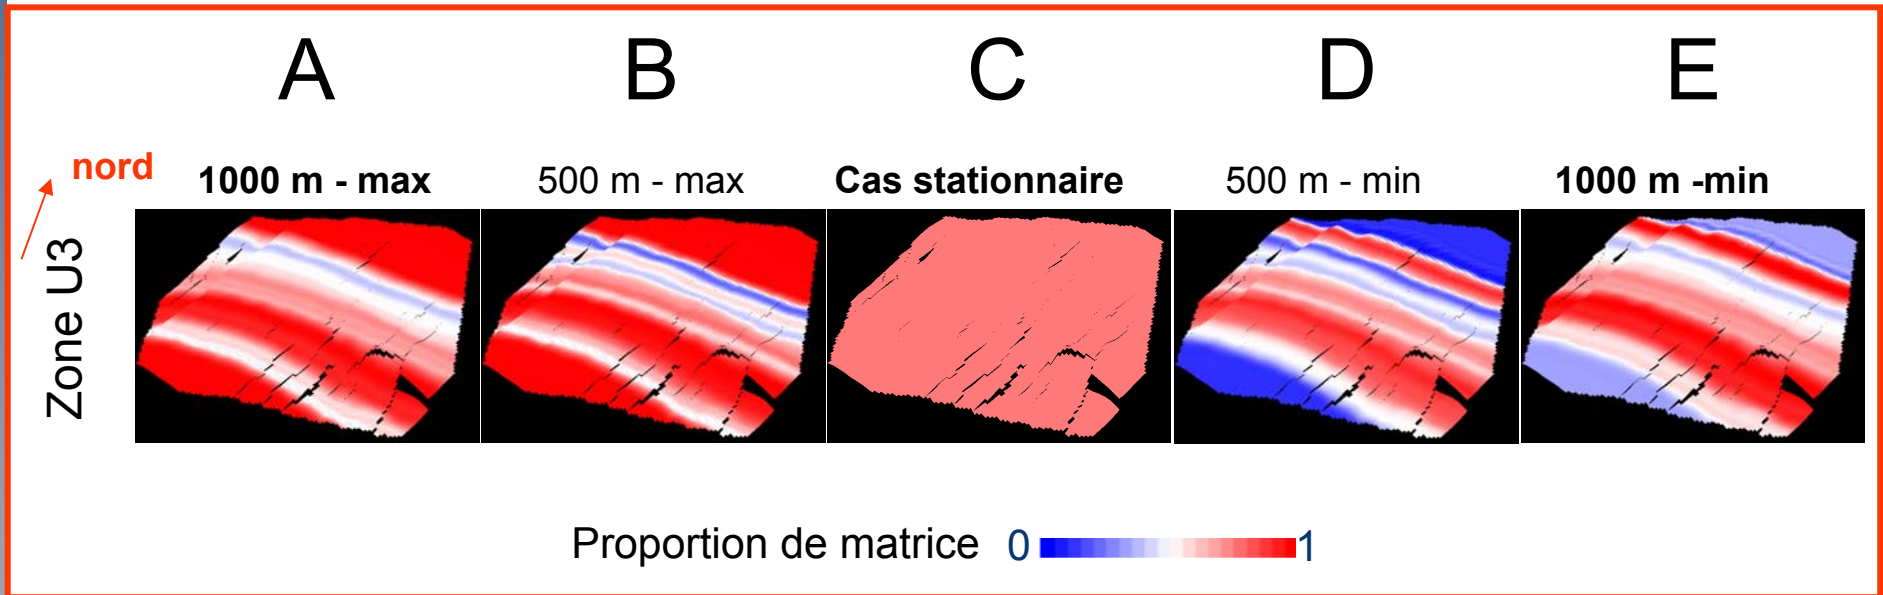 A B C D E
nord
1000 m - max 500 m - max Cas stationnaire 500 m - min 1000 m -min
Zone U3
Proportion de matrice 0 1